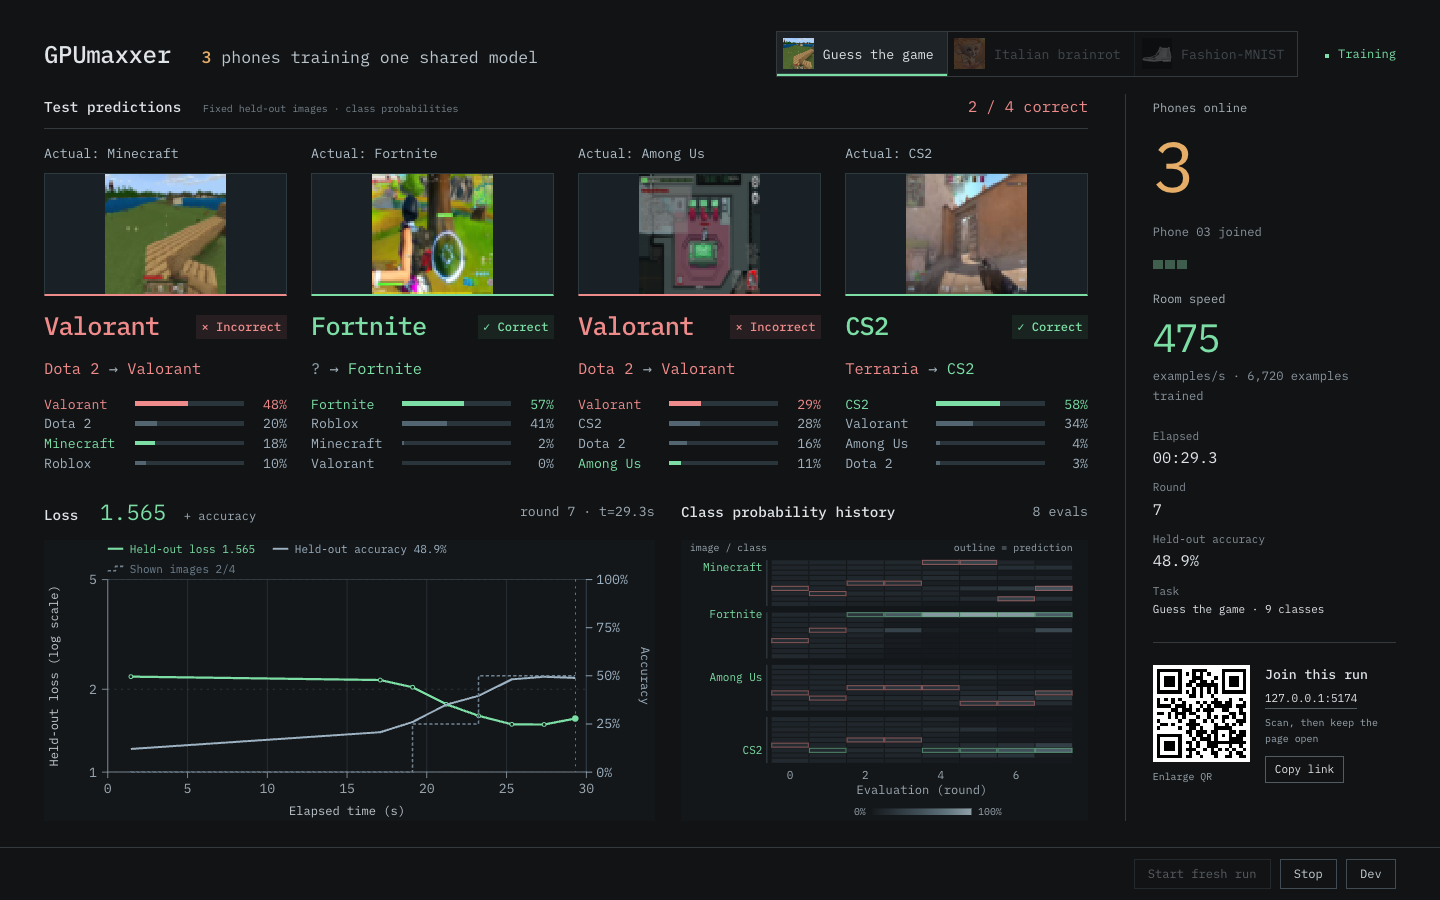 GPUmaxxer
3 phones training one shared model
Guess the game
Italian brainrot
Fashion-MNIST
Training
Test predictions
Fixed held-out images · class probabilities
2 / 4 correct
Actual: Minecraft
Valorant
× Incorrect
Dota 2 → Valorant
Valorant 48%
Dota 2 20%
Minecraft 18%
Roblox 10%
Actual: Fortnite
Fortnite
✓ Correct
? → Fortnite
Fortnite 57%
Roblox 41%
Minecraft 2%
Valorant 0%
Actual: Among Us
Valorant
× Incorrect
Dota 2 → Valorant
Valorant 29%
CS2 28%
Dota 2 16%
Among Us 11%
Actual: CS2
CS2
✓ Correct
Terraria → CS2
CS2 58%
Valorant 34%
Among Us 4%
Dota 2 3%
Loss 1.565 + accuracy
round 7 · t=29.3s
Held-out loss 1.565
Held-out accuracy 48.9%
Shown images 2/4
Held-out loss (log scale)
5
2
1
100%
75%
50%
25%
0%
Accuracy
0 5 10 15 20 25 30
Elapsed time (s)
Class probability history
8 evals
image / class
outline = prediction
Minecraft
Fortnite
Among Us
CS2
0 2 4 6
Evaluation (round)
0% 100%
Phones online
3
Phone 03 joined
Room speed
475
examples/s · 6,720 examples
trained
Elapsed
00:29.3
Round
7
Held-out accuracy
48.9%
Task
Guess the game · 9 classes
Enlarge QR
Join this run
127.0.0.1:5174
Scan, then keep the
page open
Copy link
Start fresh run
Stop
Dev